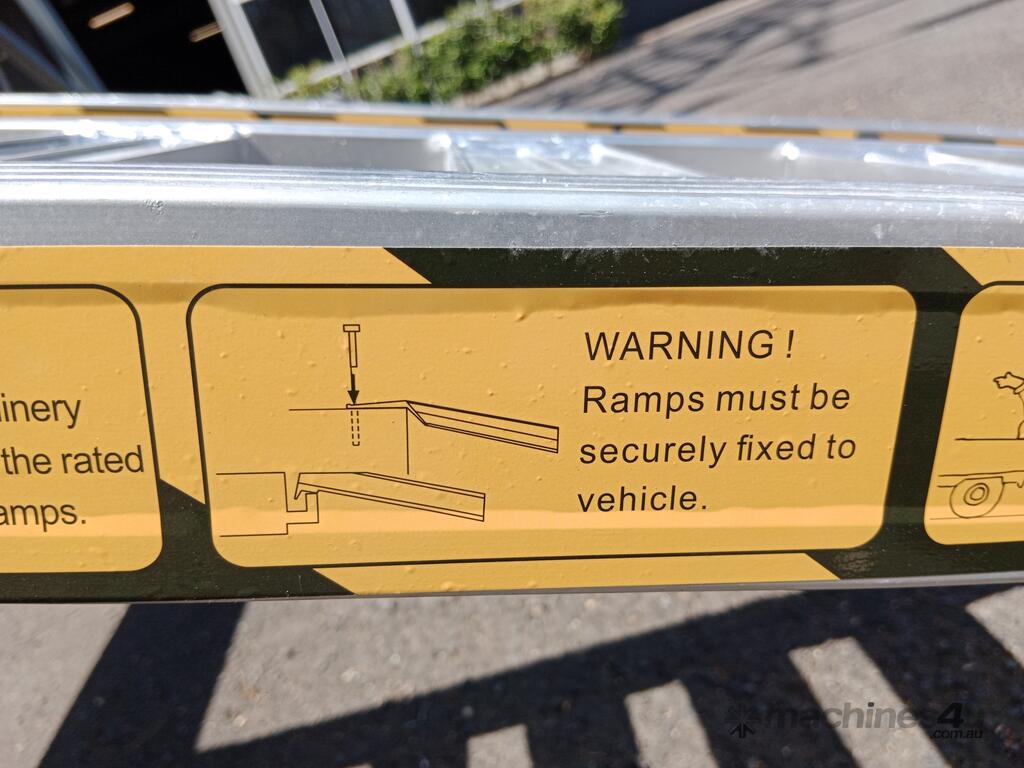 inery
the rated
amps.
WARNING !
Ramps must be
securely fixed to
vehicle.
machines4u
.com.au